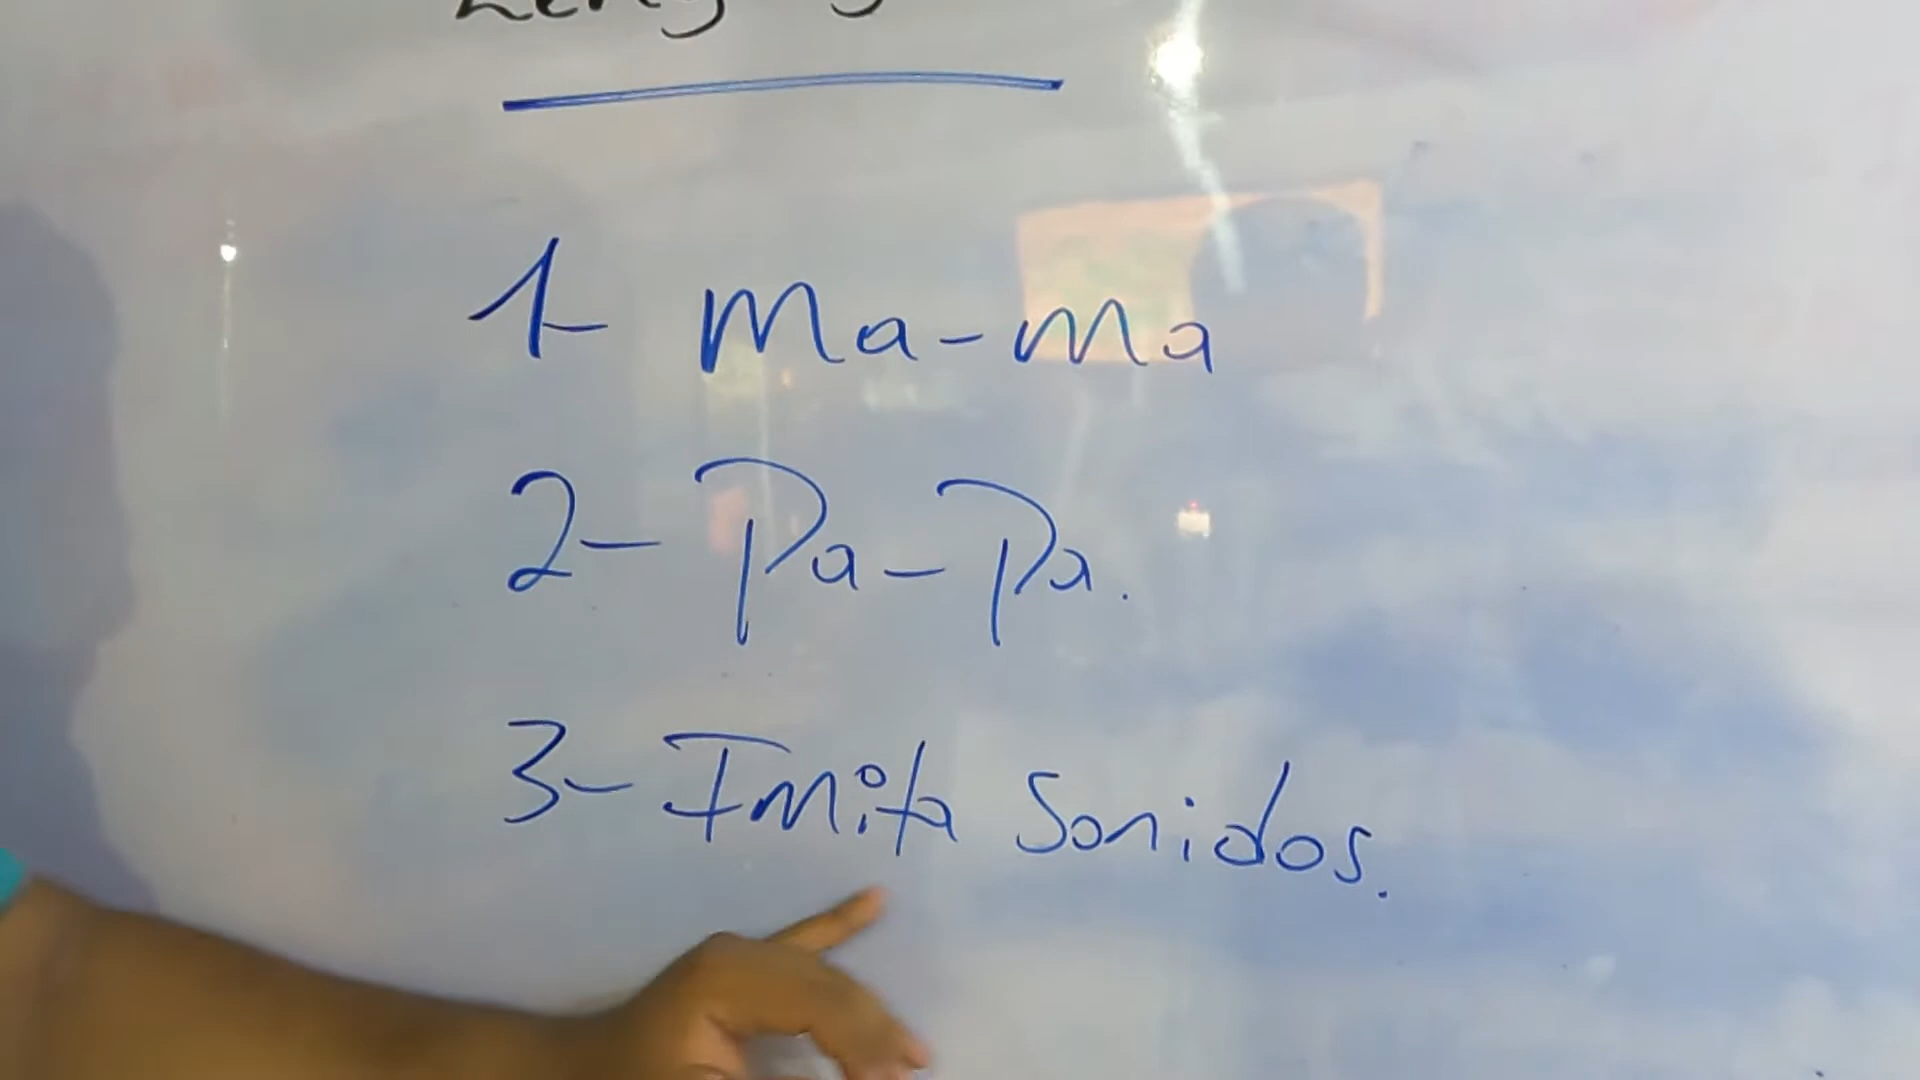 1- Ma-ma
2- Pa-Pa.
3- Imita Sonidos.